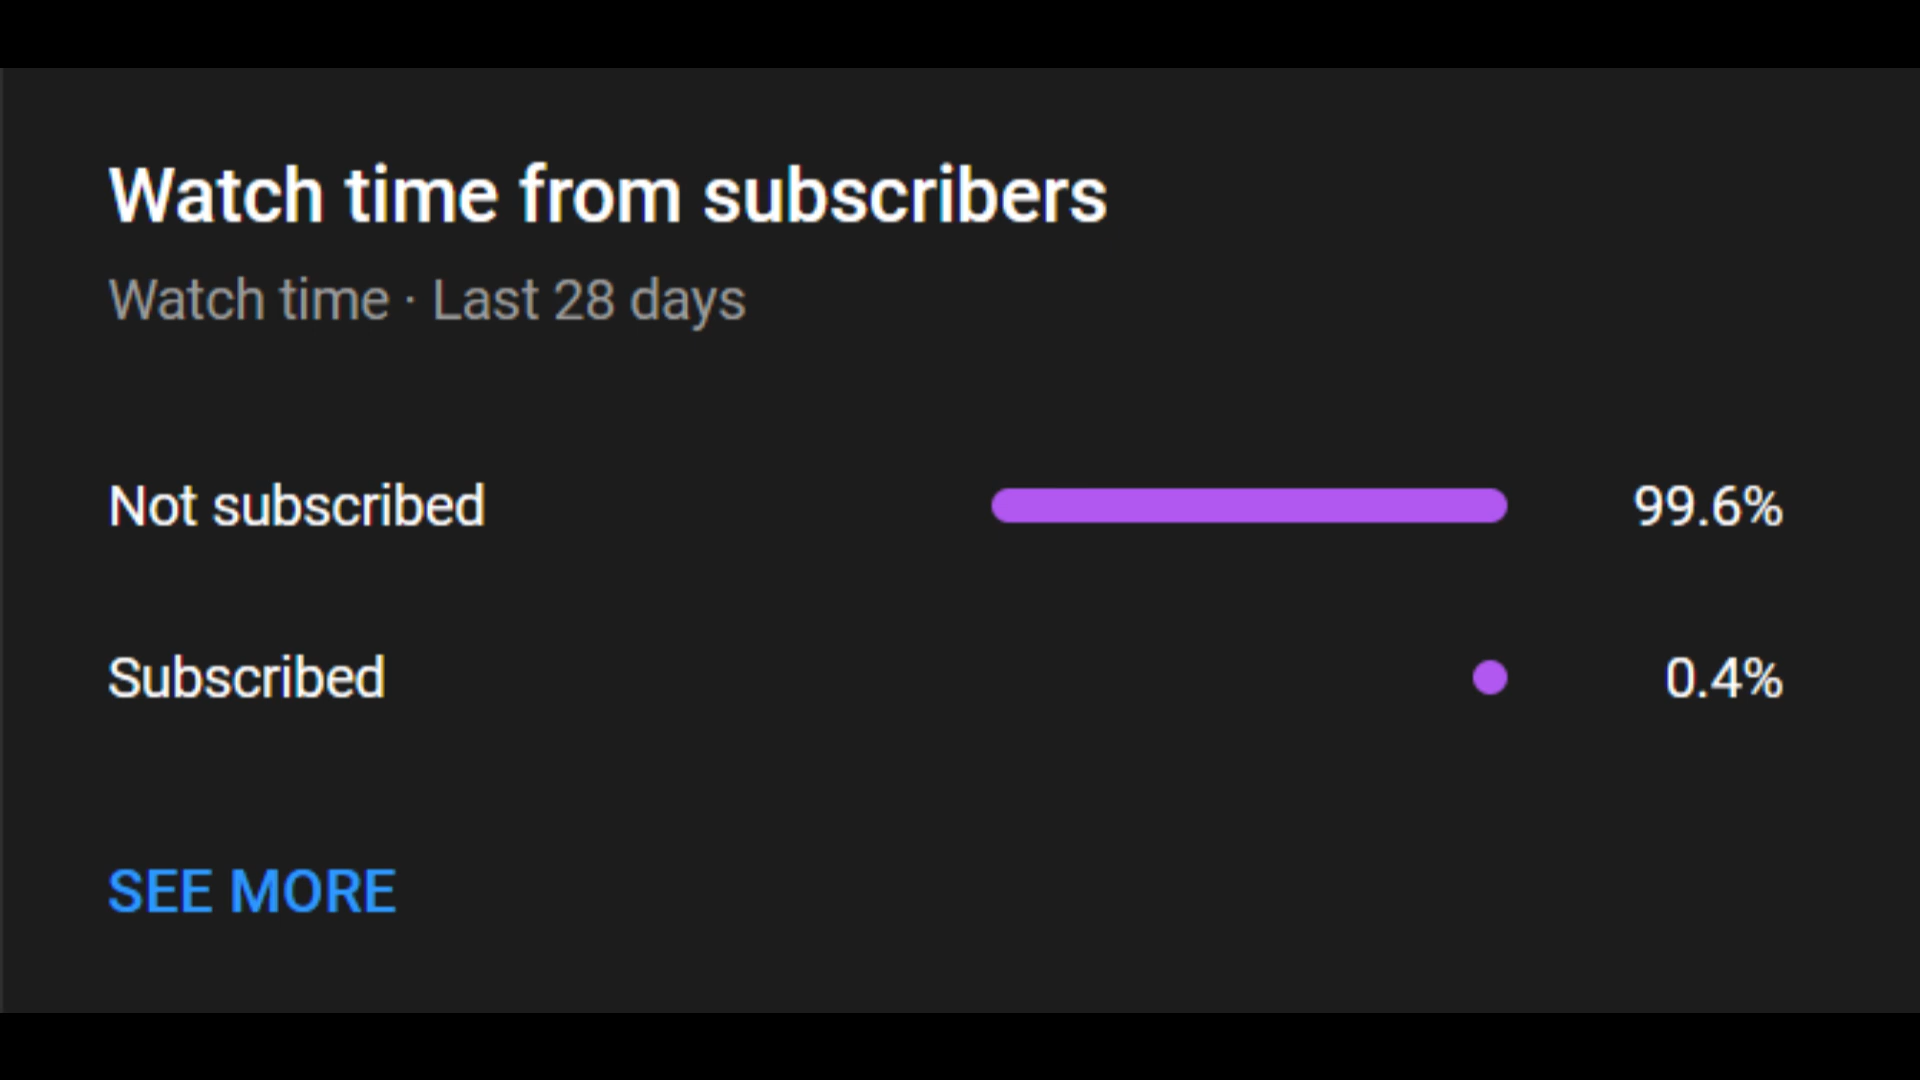 Watch time from subscribers
Watch time · Last 28 days
Not subscribed 99.6%
Subscribed 0.4%
SEE MORE